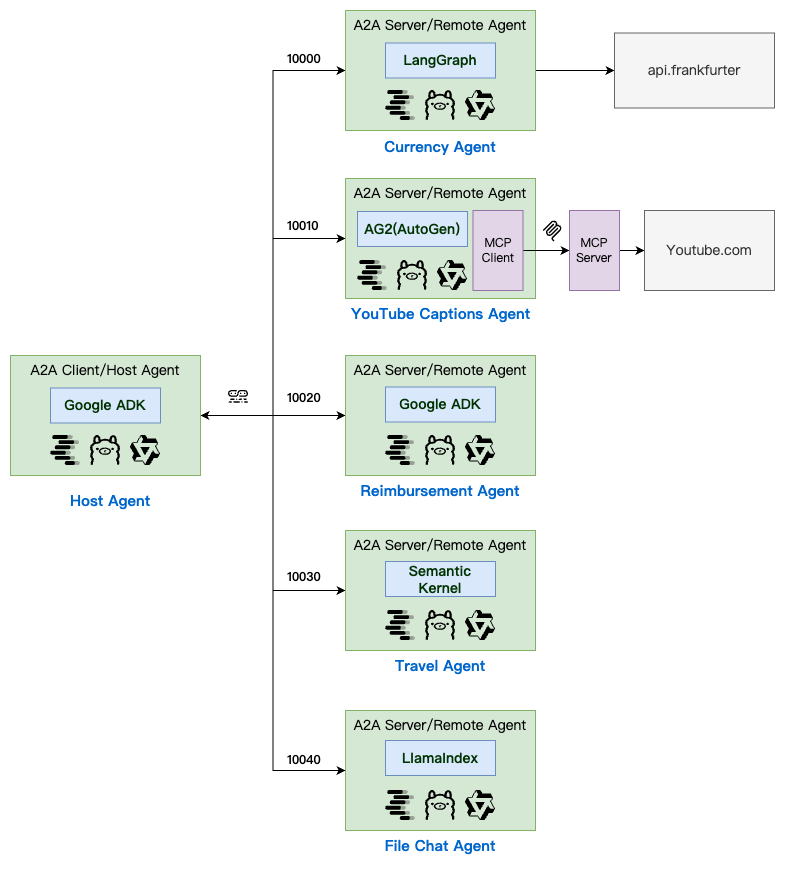 A2A Server/Remote Agent
LangGraph
10000
api.frankfurter
Currency Agent
A2A Server/Remote Agent
AG2(AutoGen)
10010
MCP
Client
MCP
Server
Youtube.com
YouTube Captions Agent
A2A Client/Host Agent
Google ADK
Host Agent
A2A Server/Remote Agent
Google ADK
10020
Reimbursement Agent
A2A Server/Remote Agent
Semantic
Kernel
10030
Travel Agent
A2A Server/Remote Agent
LlamaIndex
10040
File Chat Agent